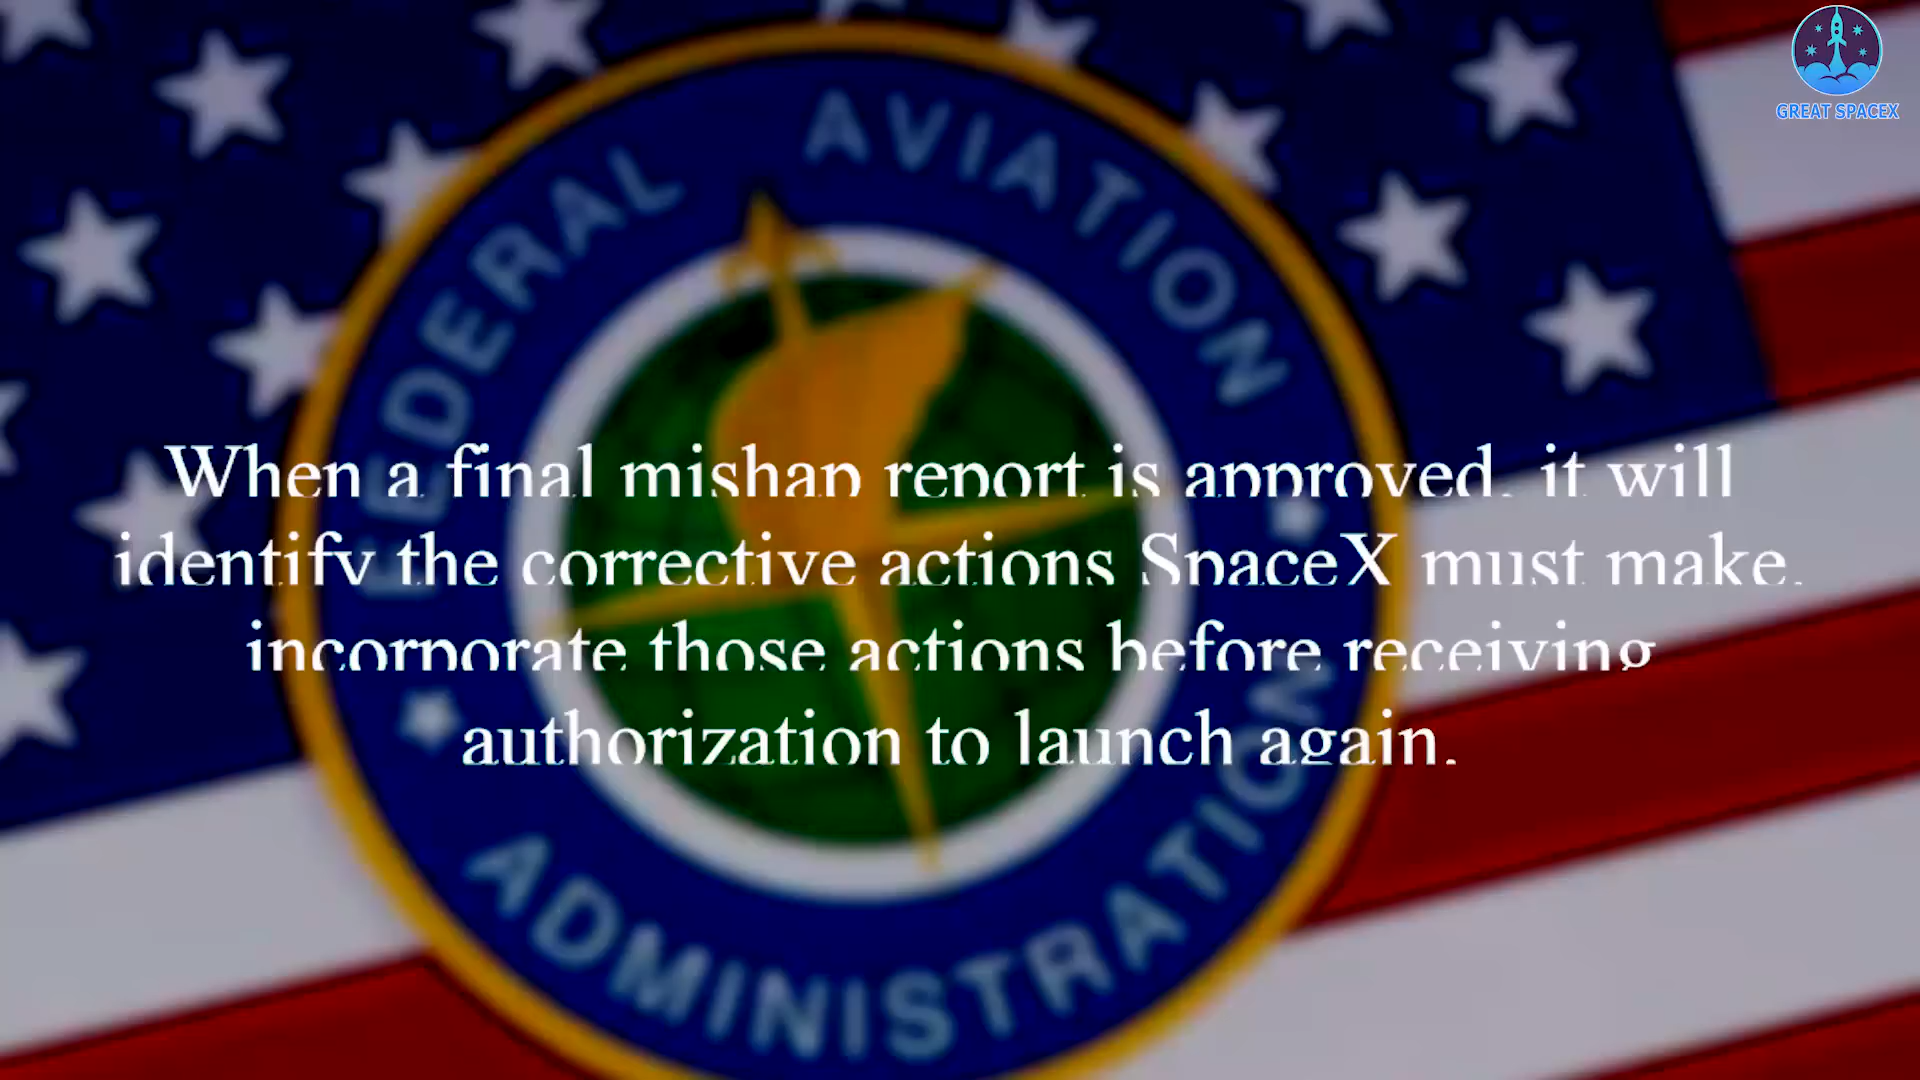 GREAT SPACEX
FEDERAL AVIATION
When a final mishap report is approved, it will
identify the corrective actions SpaceX must make,
incorporate those actions before receiving
authorization to launch again.
ADMINISTRATION